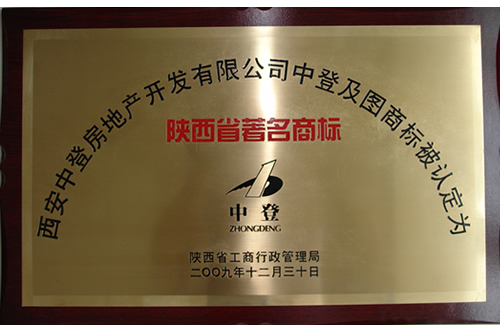 西安中登房地产开发有限公司中登及图商标被认定为
陕西省著名商标
中登
ZHONGDENG
陕西省工商行政管理局
二〇〇九年十二月三十日